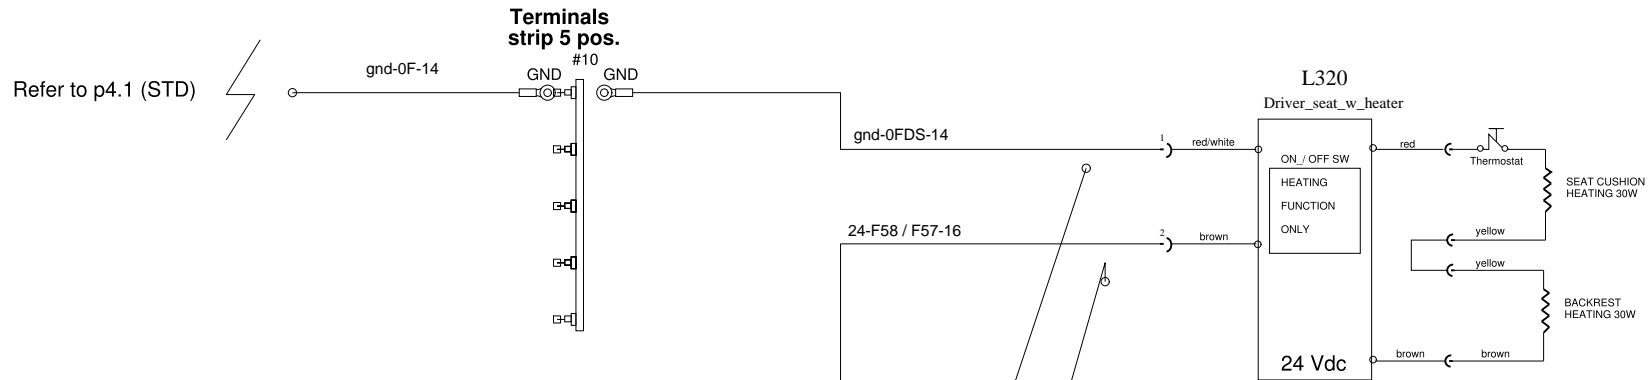 Terminals
strip 5 pos.
#10
GND GND
gnd-0F-14
Refer to p4.1 (STD)
L320
Driver_seat_w_heater
gnd-0FDS-14
1
red/white
ON_/ OFF SW
HEATING
FUNCTION
ONLY
red
Thermostat
SEAT CUSHION
HEATING 30W
24-F58 / F57-16
2
brown
yellow
yellow
BACKREST
HEATING 30W
24 Vdc
brown
brown